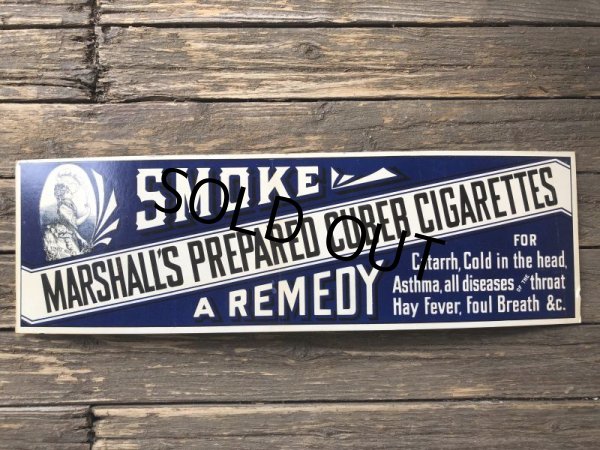 SMOKE
MARSHALL'S PREPARED CUBEB CIGARETTES
A REMEDY
FOR
Catarrh, Cold in the head,
Asthma, all diseases OF THE throat
Hay Fever, Foul Breath &c.
SOLD OUT